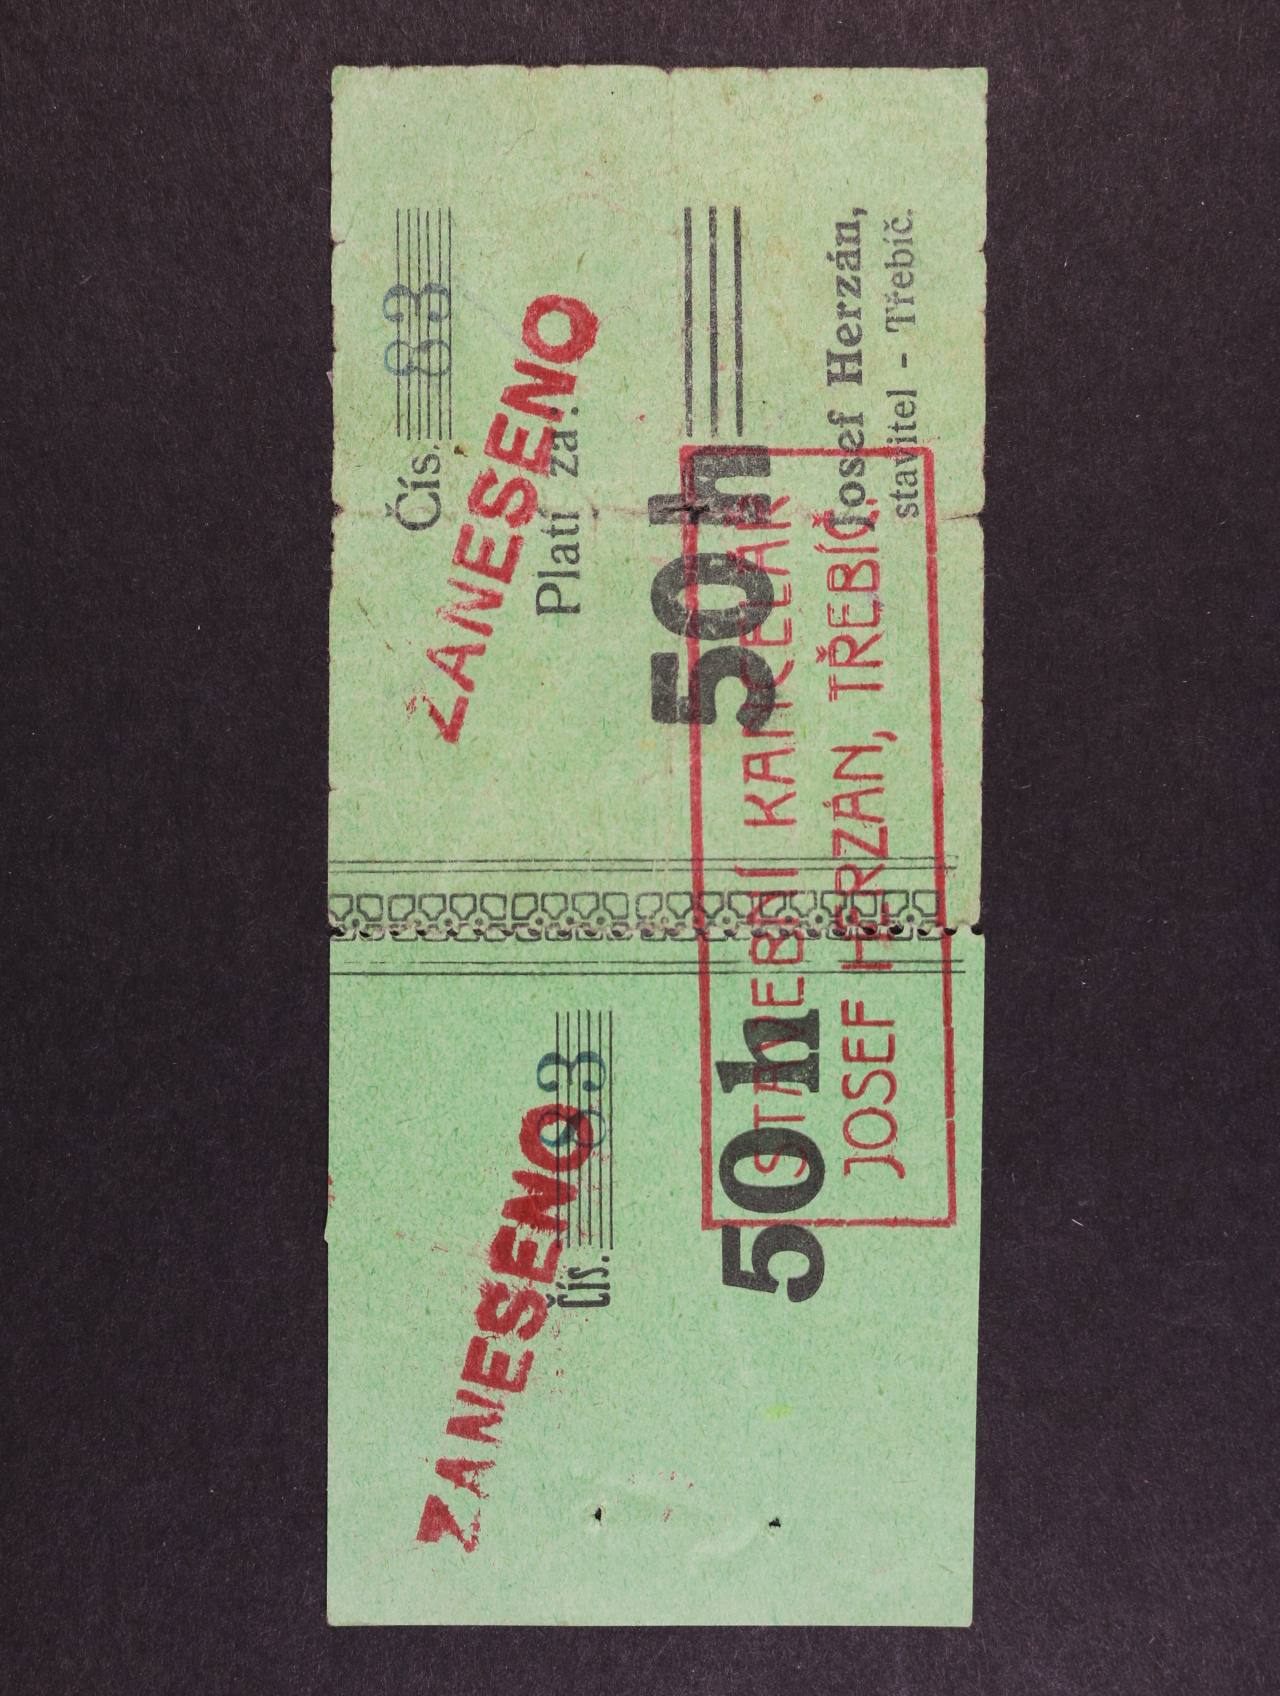 Čís. 83
ZANESENO
50 h
Čís. 83
ZANESENO
Platí za:
50 h
Josef Herzán,
stavitel - Třebíč.
STAVEBNÍ KANCELÁŘ
JOSEF HERZÁN, TŘEBÍČ.